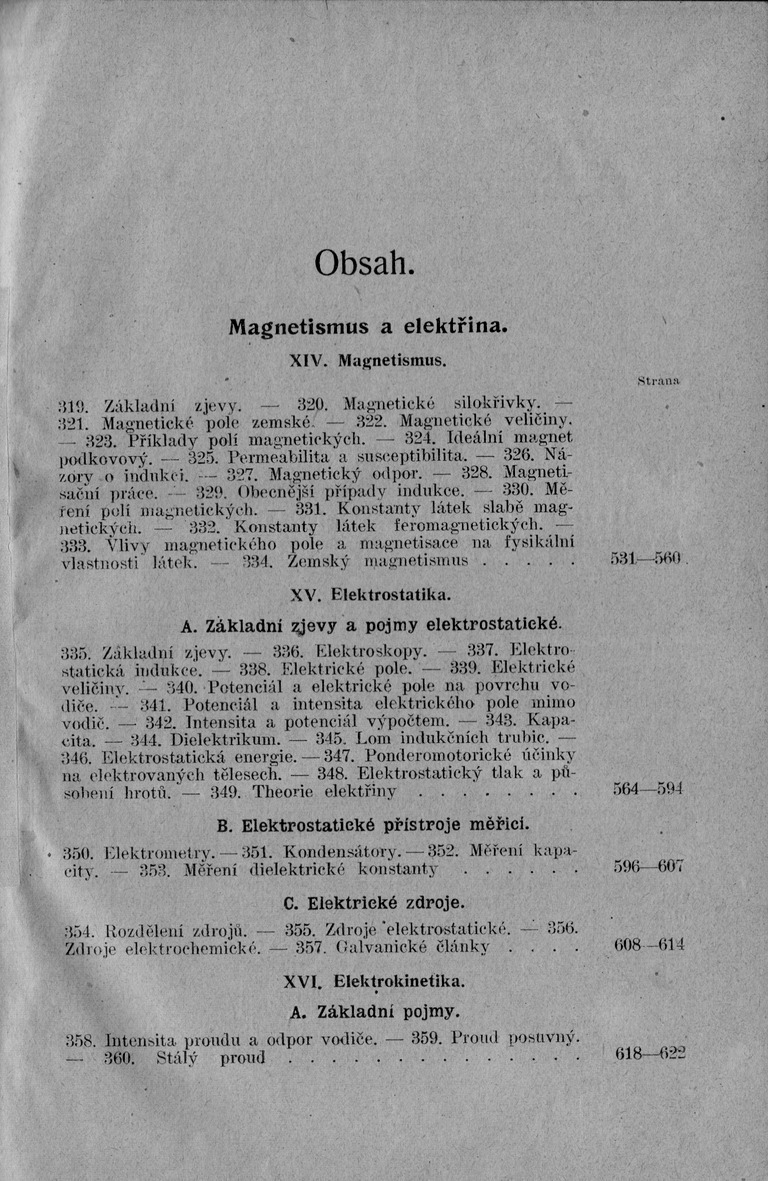 Obsah.
Magnetismus a elektřina.
XIV. Magnetismus.
Strana
319. Základní zjevy. — 320. Magnetické silokřivky. —
321. Magnetické pole zemské. — 322. Magnetické veličiny.
— 323. Příklady polí magnetických. — 324. Ideální magnet
podkovový. — 325. Permeabilita a susceptibilita. — 326. Ná-
zory o indukci. — 327. Magnetický odpor. — 328. Magneti-
sační práce. — 329. Obecnější případy indukce. — 330. Mě-
ření polí magnetických. — 331. Konstanty látek slabě mag-
netických. — 332. Konstanty látek feromagnetických. —
333. Vlivy magnetického pole a magnetisace na fysikální
vlastnosti látek. — 334. Zemský magnetismus . . . . . 531—560
XV. Elektrostatika.
A. Základní zjevy a pojmy elektrostatické.
335. Základní zjevy. — 336. Elektroskopy. — 337. Elektro-
statická indukce. — 338. Elektrické pole. — 339. Elektrické
veličiny. — 340. Potenciál a elektrické pole na povrchu vo-
diče. — 341. Potenciál a intensita elektrického pole mimo
vodič. — 342. Intensita a potenciál výpočtem. — 343. Kapa-
cita. — 344. Dielektrikum. — 345. Lom indukčních trubic. —
346. Elektrostatická energie. — 347. Ponderomotorické účinky
na elektrovaných tělesech. — 348. Elektrostatický tlak a pů-
sobení hrotů. — 349. Theorie elektřiny . . . . . . . . 564—594
B. Elektrostatické přístroje měřicí.
350. Elektrometry. — 351. Kondensátory. — 352. Měření kapa-
city. — 353. Měření dielektrické konstanty . . . . . . 596—607
C. Elektrické zdroje.
354. Rozdělení zdrojů. — 355. Zdroje elektrostatické. — 356.
Zdroje elektrochemické. — 357. Galvanické články . . . . 608—614
XVI. Elektrokinetika.
A. Základní pojmy.
358. Intensita proudu a odpor vodiče. — 359. Proud posuvný.
— 360. Stálý proud . . . . . . . . . . . . . . . . 618—622